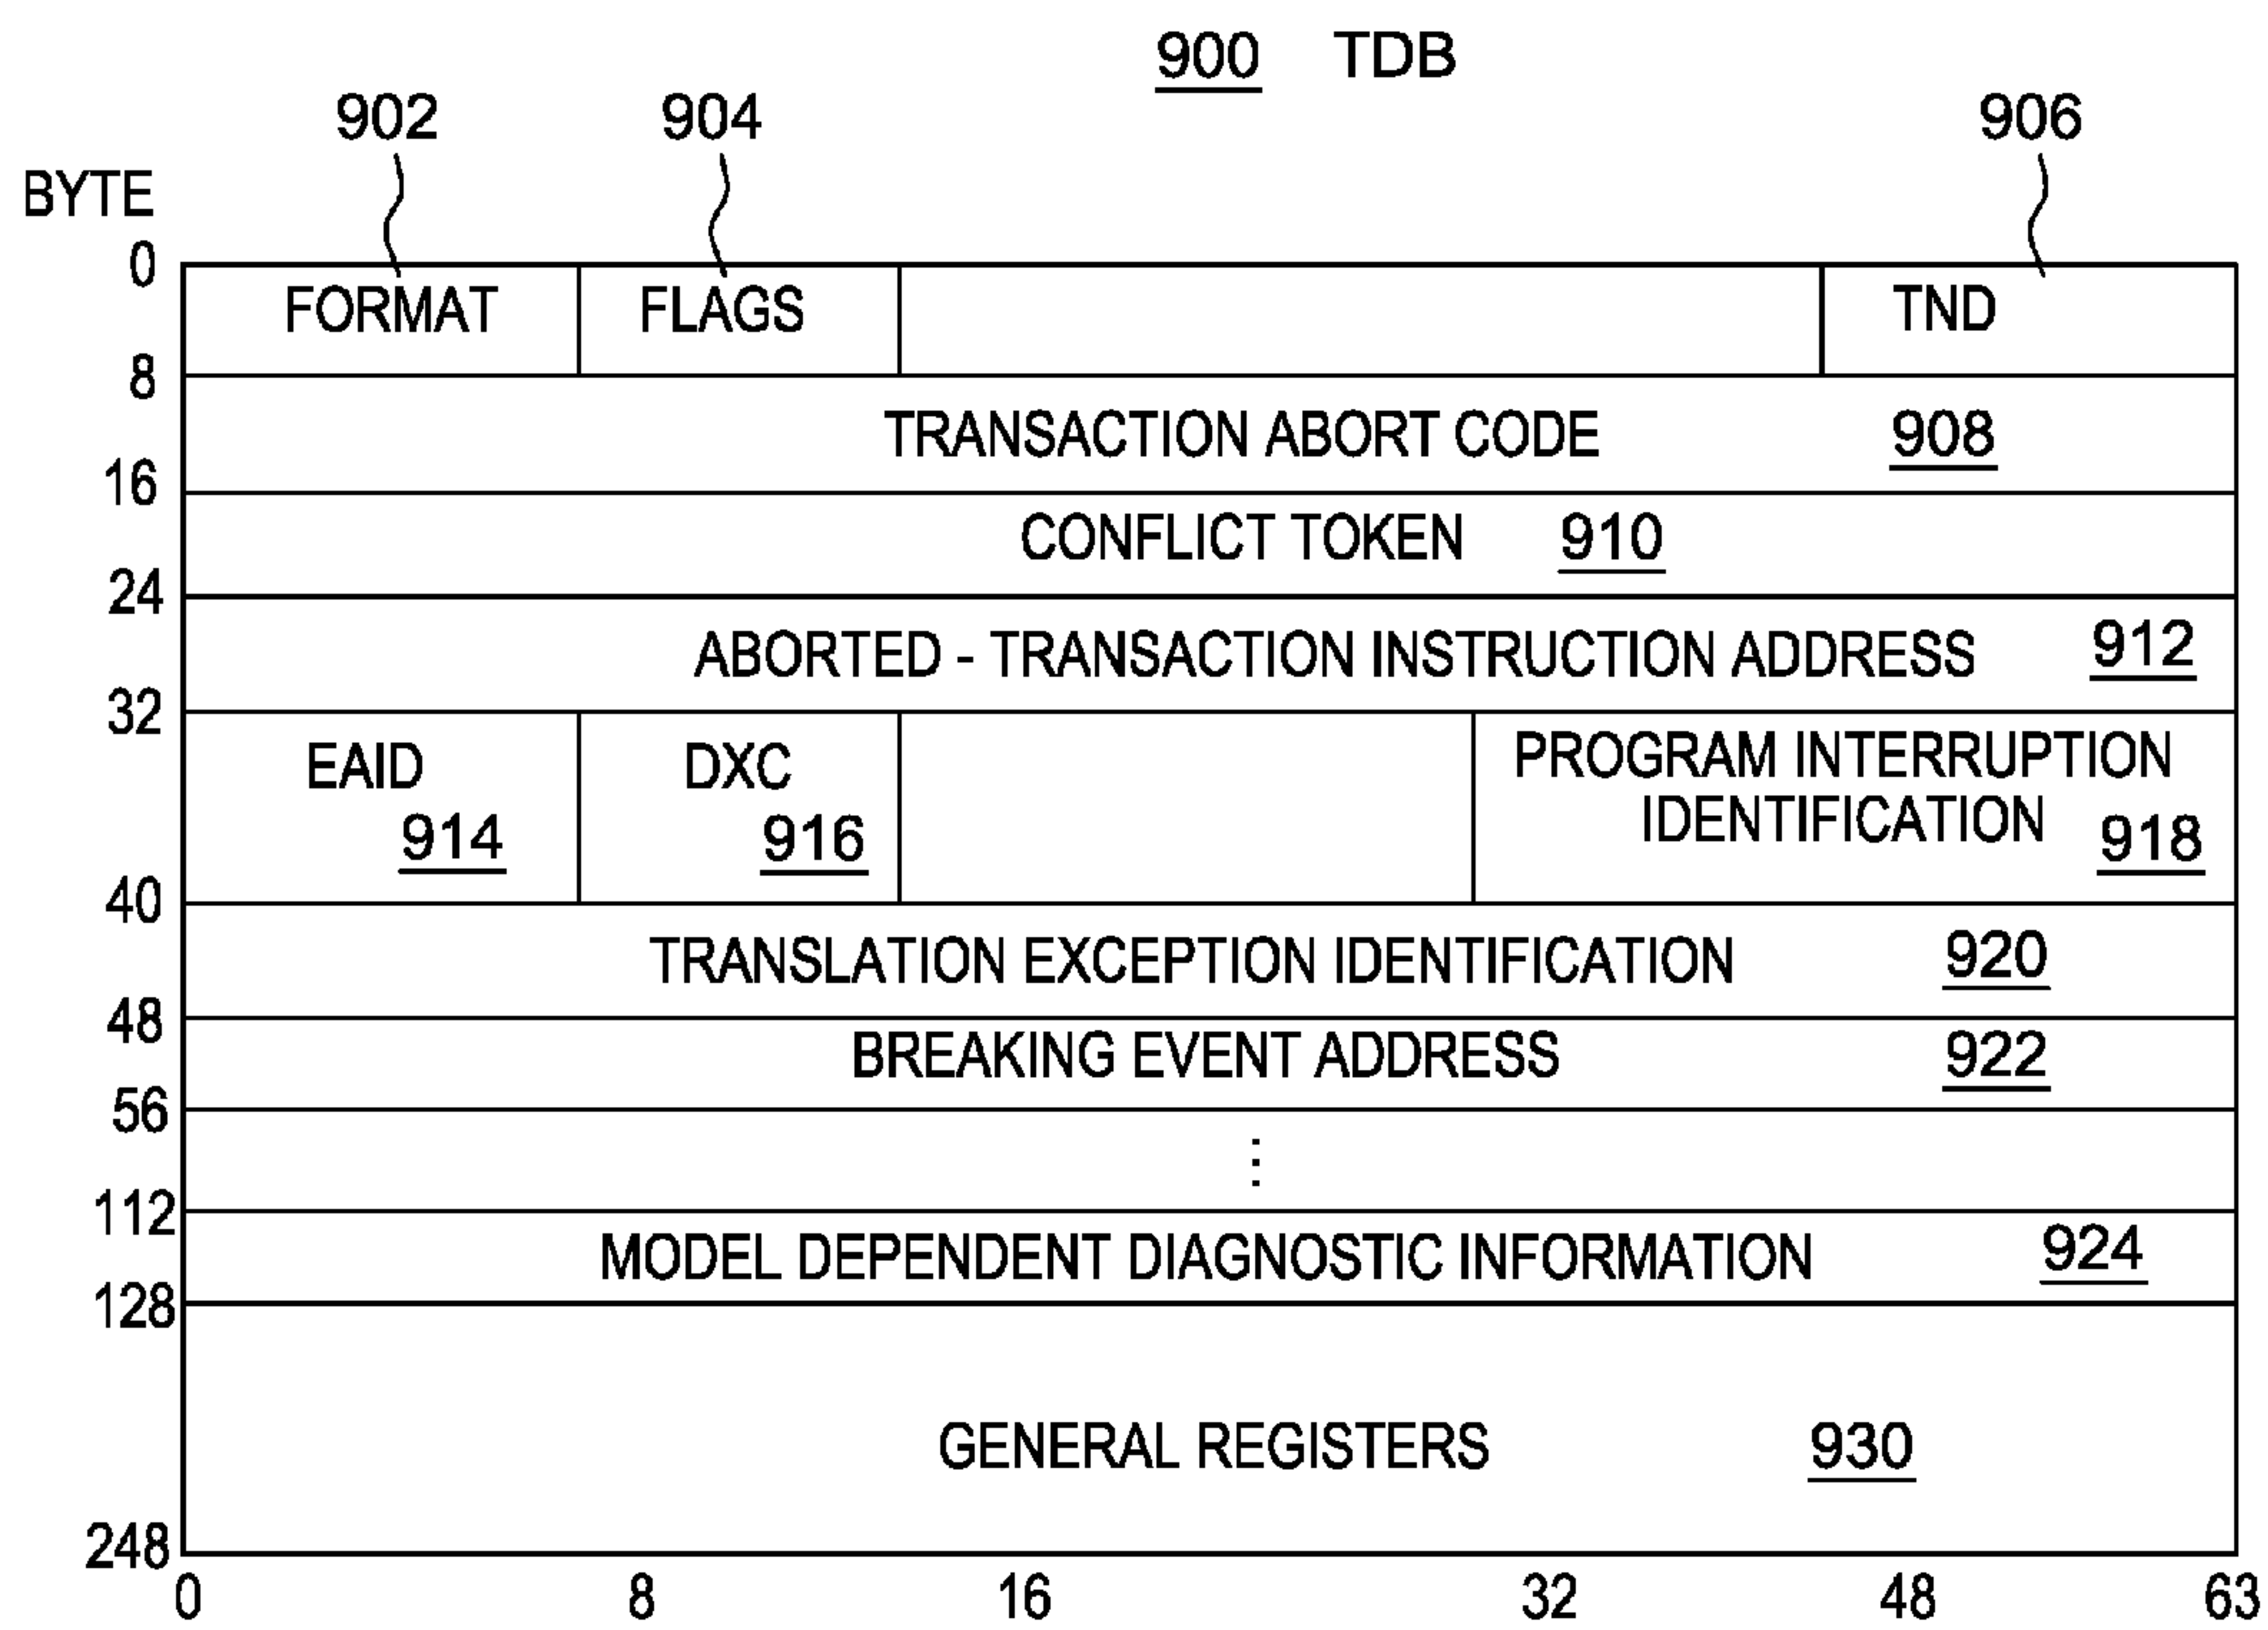 900 TDB
902 904 906
BYTE
0
FORMAT FLAGS TND
8
TRANSACTION ABORT CODE 908
16
CONFLICT TOKEN 910
24
ABORTED - TRANSACTION INSTRUCTION ADDRESS 912
32
EAID DXC PROGRAM INTERRUPTION
IDENTIFICATION
914 916 918
40
TRANSLATION EXCEPTION IDENTIFICATION 920
48
BREAKING EVENT ADDRESS 922
56
⋮
112
MODEL DEPENDENT DIAGNOSTIC INFORMATION 924
128
GENERAL REGISTERS 930
248
0 8 16 32 48 63